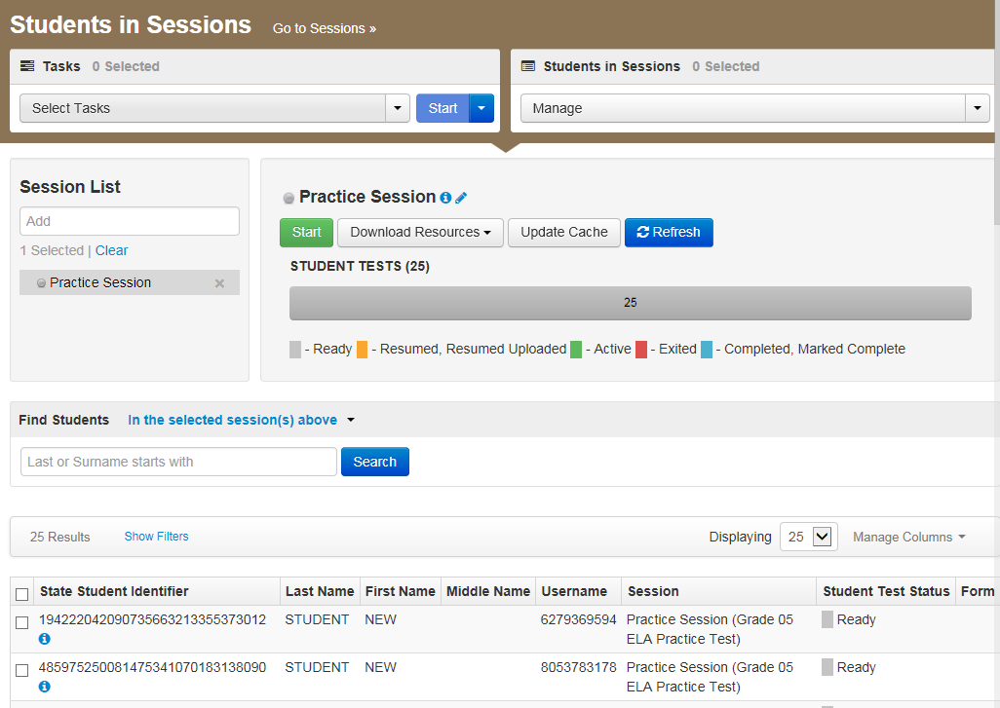 Students in Sessions Go to Sessions »
Tasks 0 Selected
Students in Sessions 0 Selected
Select Tasks Start
Manage
Session List
Add
1 Selected | Clear
Practice Session ×
Practice Session
Start Download Resources Update Cache Refresh
STUDENT TESTS (25)
25
- Ready - Resumed, Resumed Uploaded - Active - Exited - Completed, Marked Complete
Find Students In the selected session(s) above
Last or Surname starts with Search
25 Results Show Filters Displaying 25 Manage Columns
State Student Identifier Last Name First Name Middle Name Username Session Student Test Status Form
194222042090735663213355373012 STUDENT NEW 6279369594 Practice Session (Grade 05 Ready
ELA Practice Test)
485975250081475341070183138090 STUDENT NEW 8053783178 Practice Session (Grade 05 Ready
ELA Practice Test)